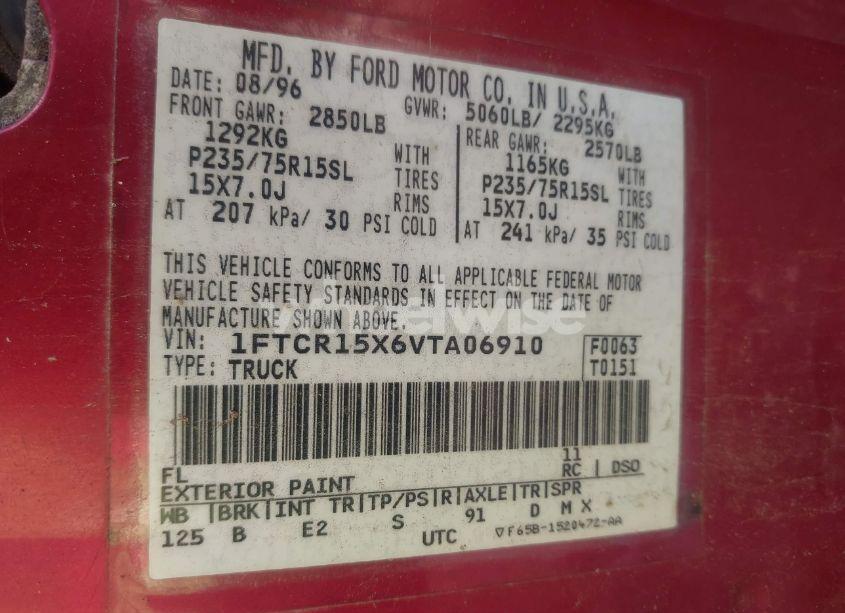 MFD. BY FORD MOTOR CO. IN U.S.A.
DATE: 08/96 GVWR: 5060LB/ 2295KG
FRONT GAWR: 2850LB REAR GAWR: 2570LB
1292KG WITH 1165KG WITH
P235/75R15SL TIRES P235/75R15SL TIRES
15X7.0J RIMS 15X7.0J RIMS
AT 207 kPa/ 30 PSI COLD AT 241 kPa/ 35 PSI COLD
THIS VEHICLE CONFORMS TO ALL APPLICABLE FEDERAL MOTOR
VEHICLE SAFETY STANDARDS IN EFFECT ON THE DATE OF
MANUFACTURE SHOWN ABOVE.
VIN: 1FTCR15X6VTA06910 F0063
TYPE: TRUCK T0151
FL 11
EXTERIOR PAINT RC DSO
WB BRK INT TR TP/PS R AXLE TR SPR
125 B E2 S 91 D M X
UTC ▽F65B-1520472-AA